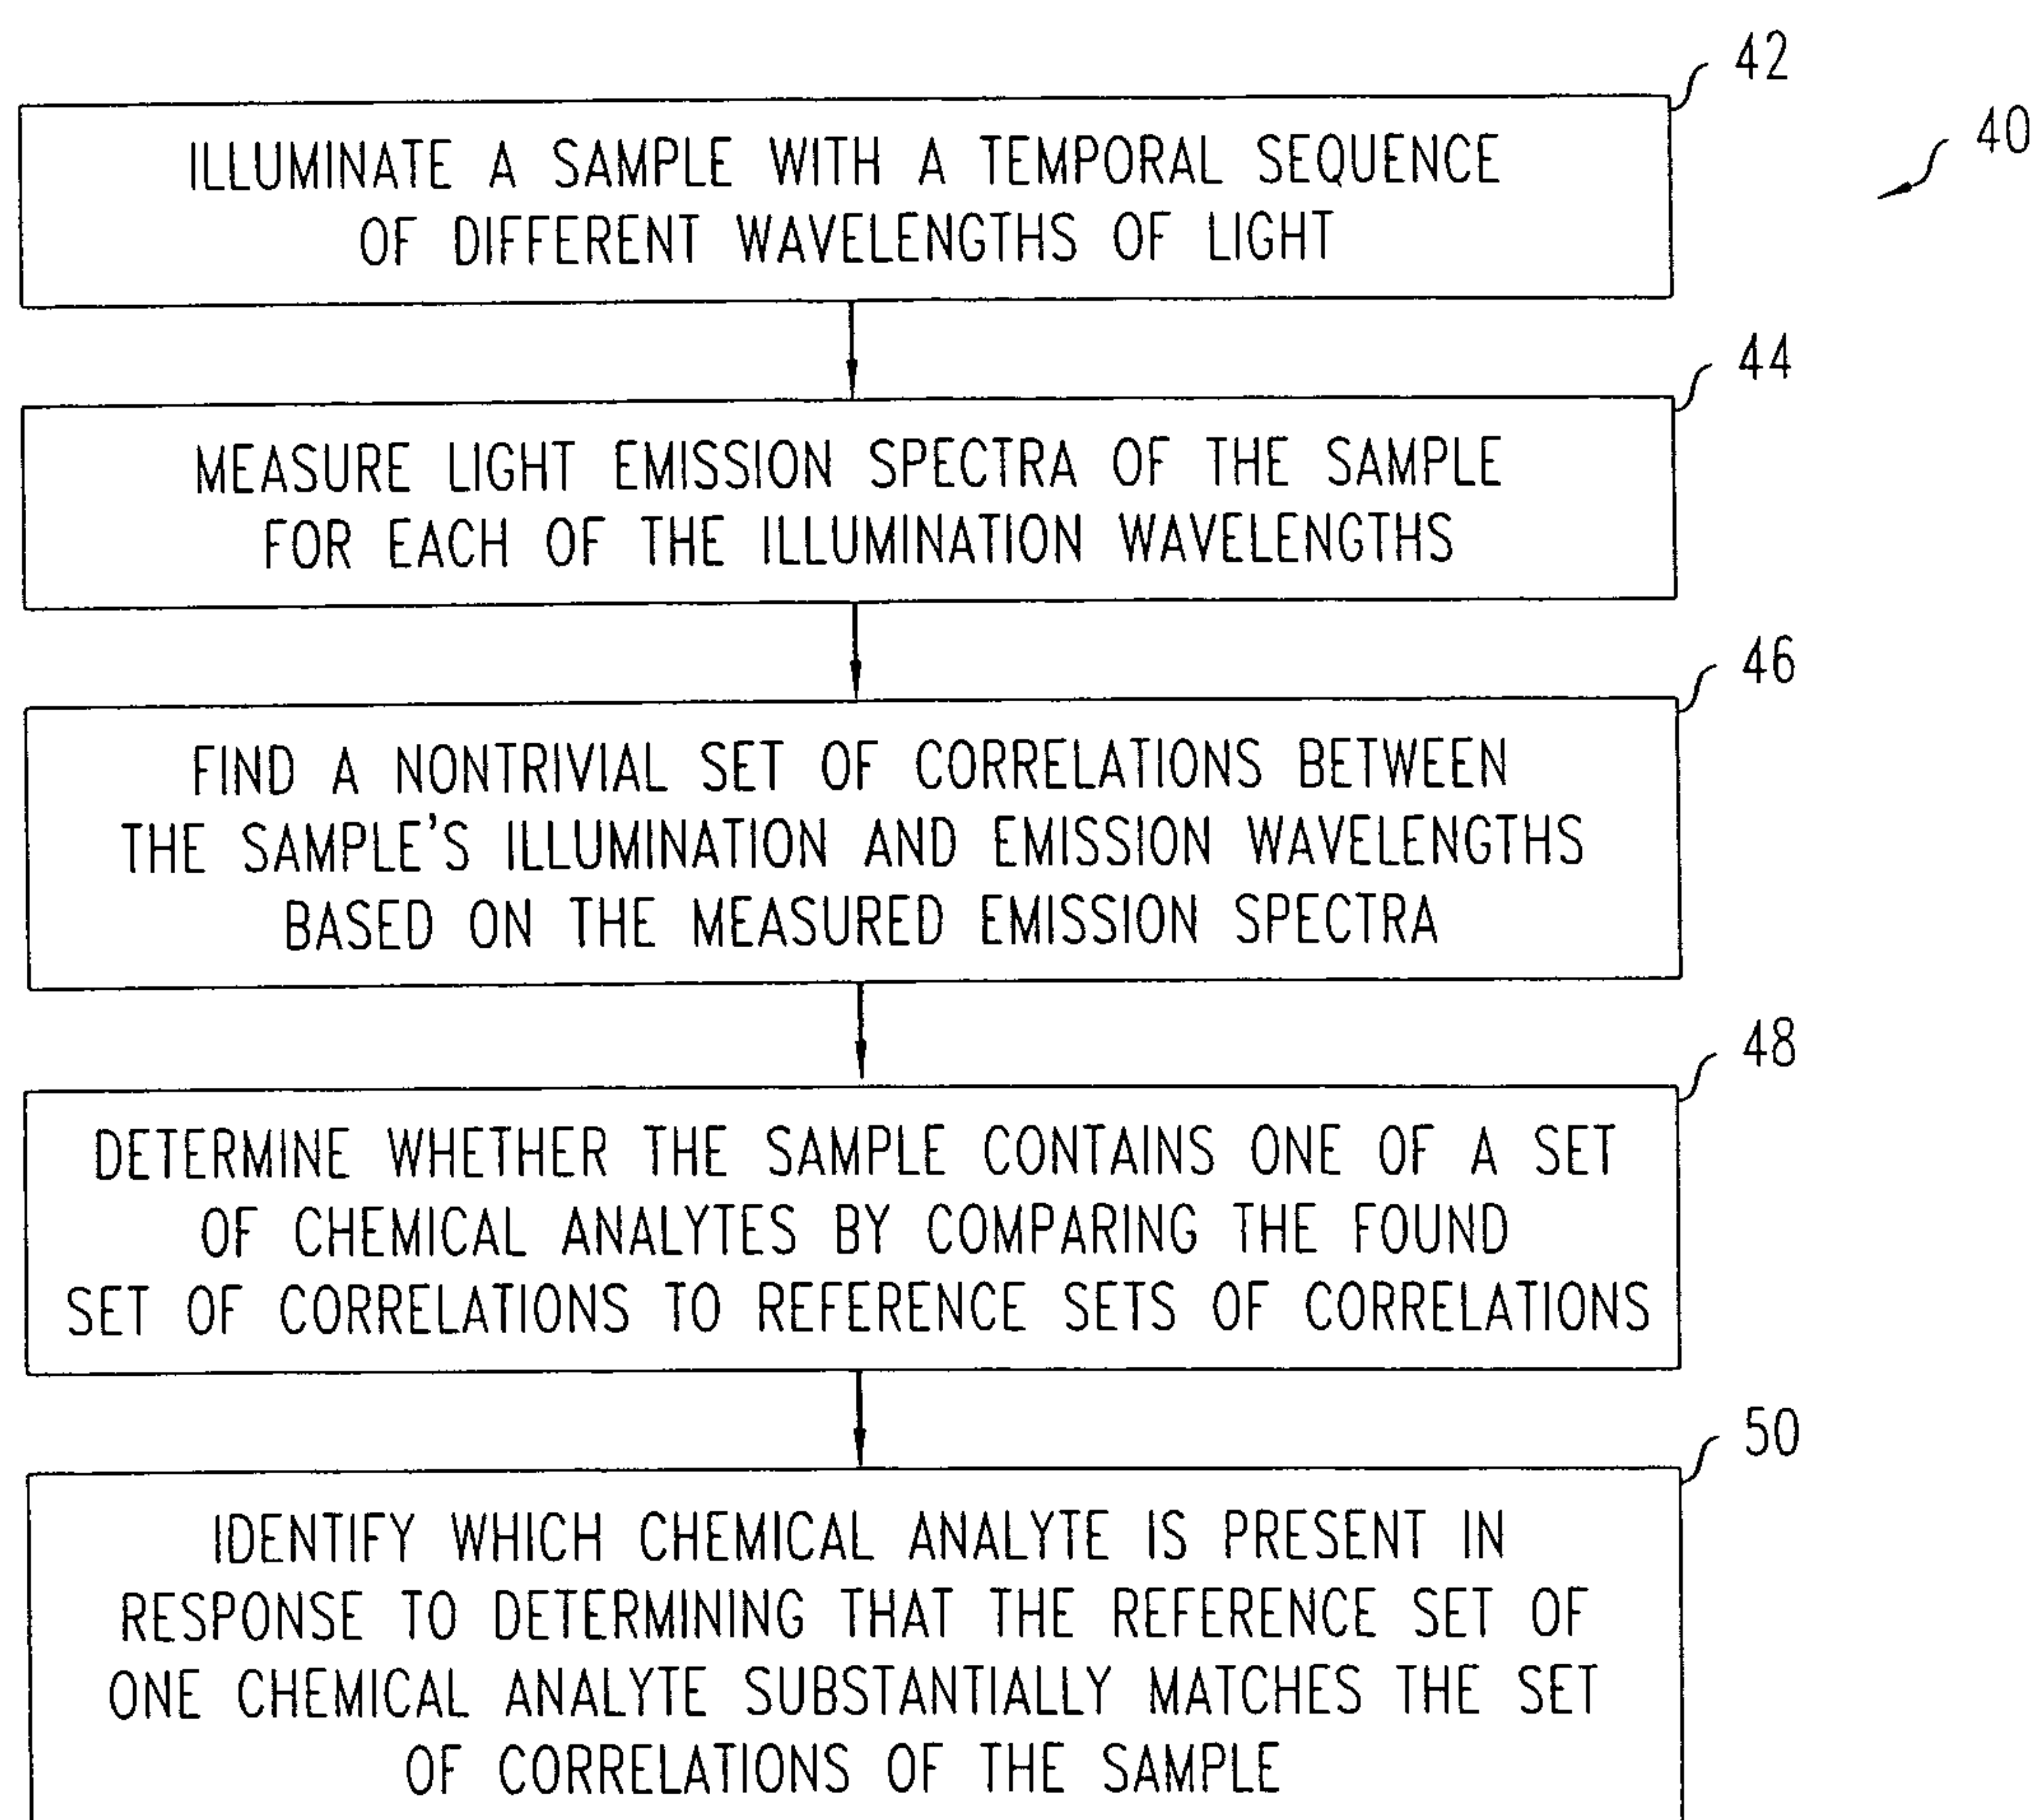 42
40
ILLUMINATE A SAMPLE WITH A TEMPORAL SEQUENCE
OF DIFFERENT WAVELENGTHS OF LIGHT
44
MEASURE LIGHT EMISSION SPECTRA OF THE SAMPLE
FOR EACH OF THE ILLUMINATION WAVELENGTHS
46
FIND A NONTRIVIAL SET OF CORRELATIONS BETWEEN
THE SAMPLE'S ILLUMINATION AND EMISSION WAVELENGTHS
BASED ON THE MEASURED EMISSION SPECTRA
48
DETERMINE WHETHER THE SAMPLE CONTAINS ONE OF A SET
OF CHEMICAL ANALYTES BY COMPARING THE FOUND
SET OF CORRELATIONS TO REFERENCE SETS OF CORRELATIONS
50
IDENTIFY WHICH CHEMICAL ANALYTE IS PRESENT IN
RESPONSE TO DETERMINING THAT THE REFERENCE SET OF
ONE CHEMICAL ANALYTE SUBSTANTIALLY MATCHES THE SET
OF CORRELATIONS OF THE SAMPLE